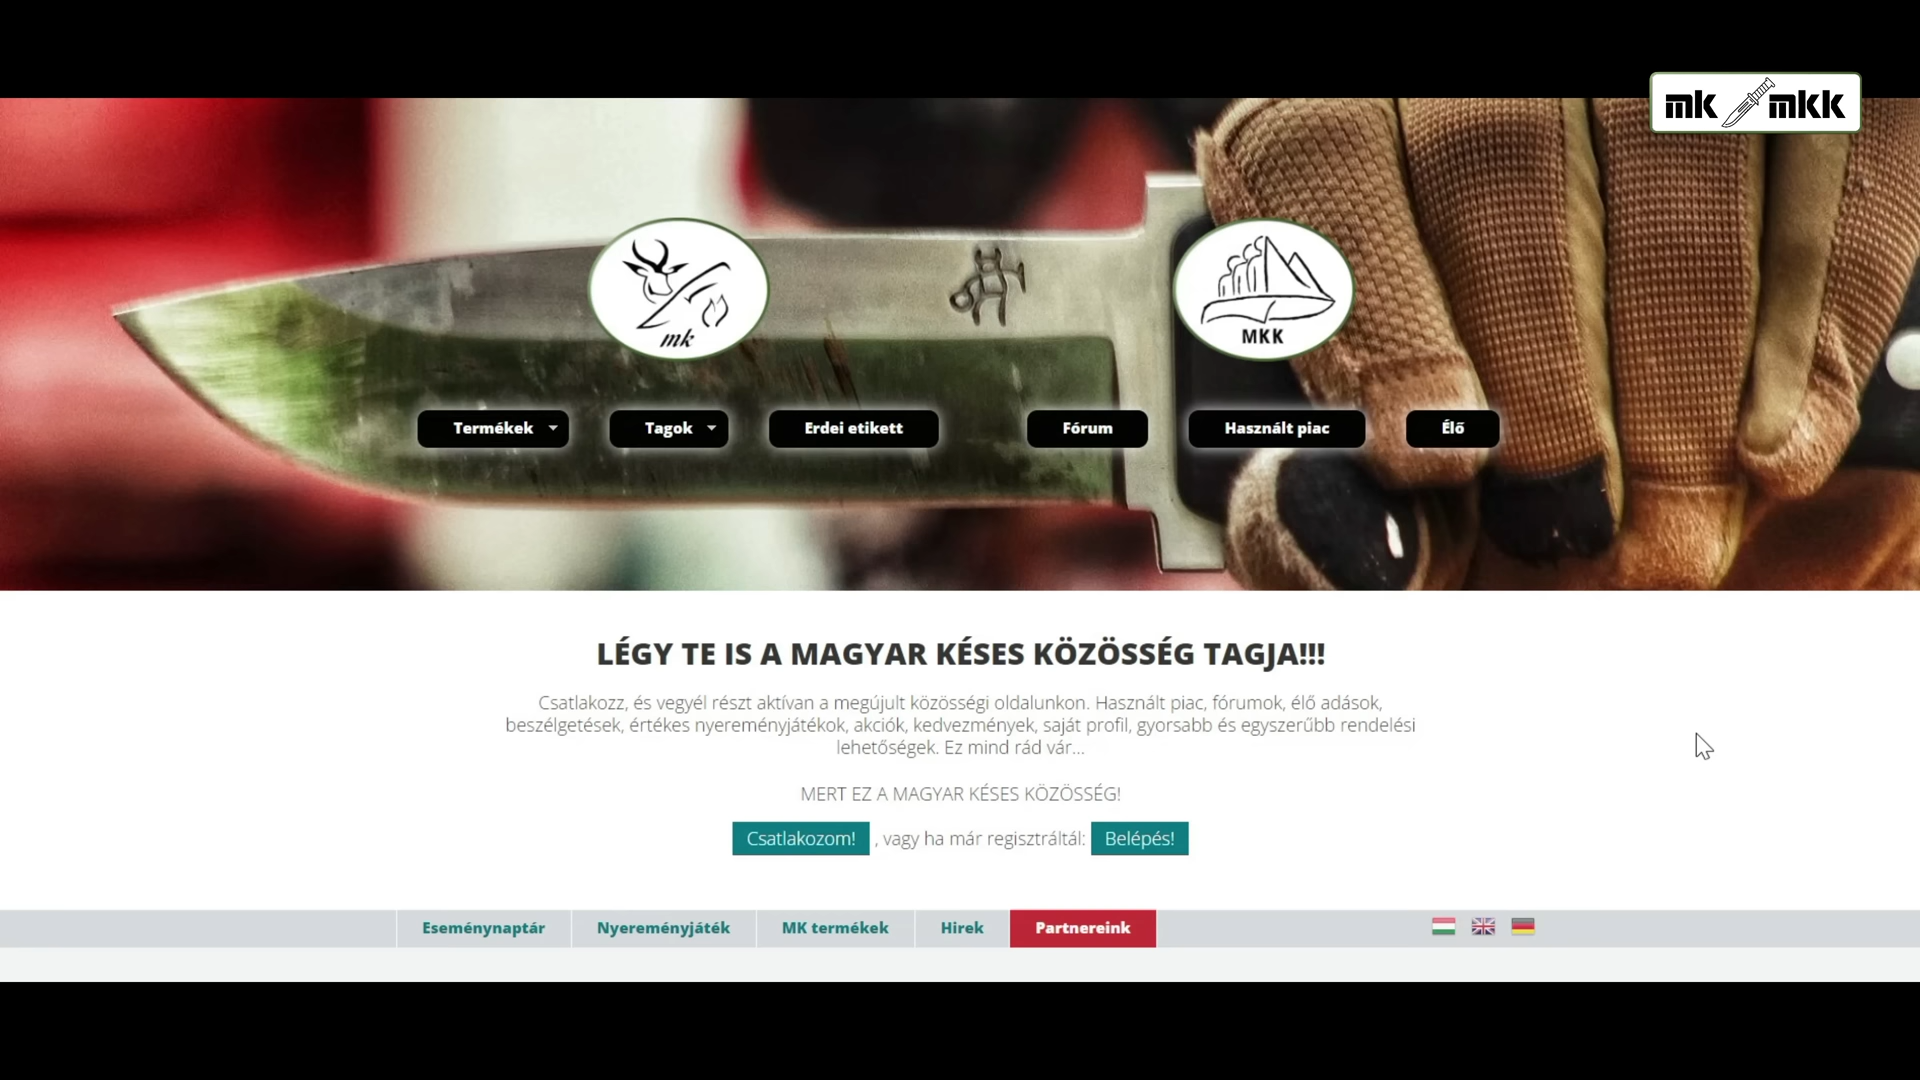 mk mkk
mk
MKK
Termékek
Tagok
Erdei etikett
Fórum
Használt piac
Élő
LÉGY TE IS A MAGYAR KÉSES KÖZÖSSÉG TAGJA!!!
Csatlakozz, és vegyél részt aktívan a megújult közösségi oldalunkon. Használt piac, fórumok, élő adások,
beszélgetések, értékes nyereményjátékok, akciók, kedvezmények, saját profil, gyorsabb és egyszerűbb rendelési
lehetőségek. Ez mind rád vár...
MERT EZ A MAGYAR KÉSES KÖZÖSSÉG!
Csatlakozom! , vagy ha már regisztráltál: Belépés!
Eseménynaptár
Nyereményjáték
MK termékek
Hirek
Partnereink